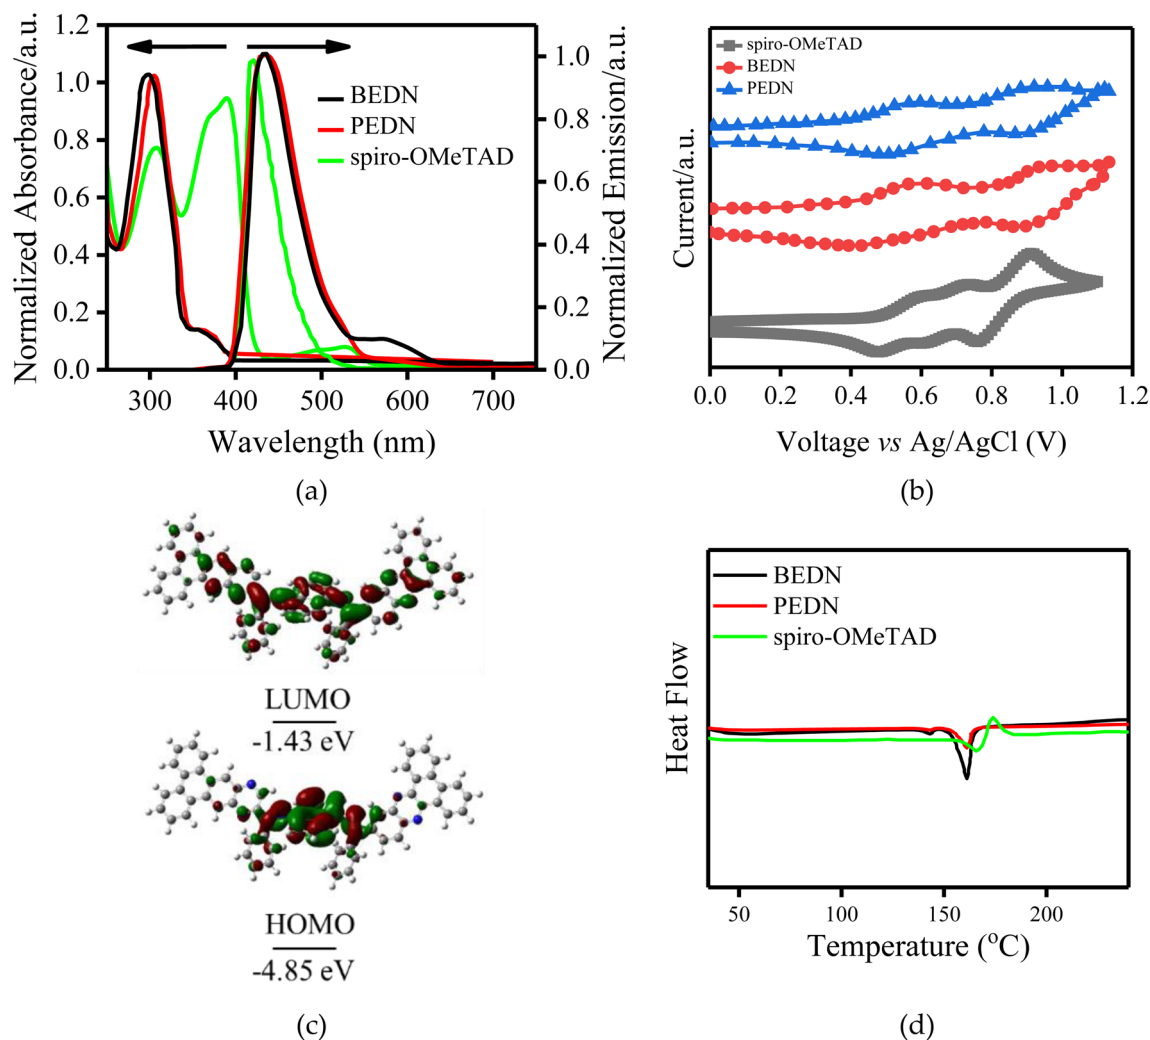 1.2
1.0
0.8
0.6
0.4
0.2
0.0
Normalized Absorbance/a.u.
1.0
0.8
0.6
0.4
0.2
0.0
Normalized Emission/a.u.
BEDN
PEDN
spiro-OMeTAD
300 400 500 600 700
Wavelength (nm)
(a)
spiro-OMeTAD
BEDN
PEDN
Current/a.u.
0.0 0.2 0.4 0.6 0.8 1.0 1.2
Voltage vs Ag/AgCl (V)
(b)
LUMO
-1.43 eV
HOMO
-4.85 eV
(c)
BEDN
PEDN
spiro-OMeTAD
Heat Flow
50 100 150 200
Temperature (°C)
(d)